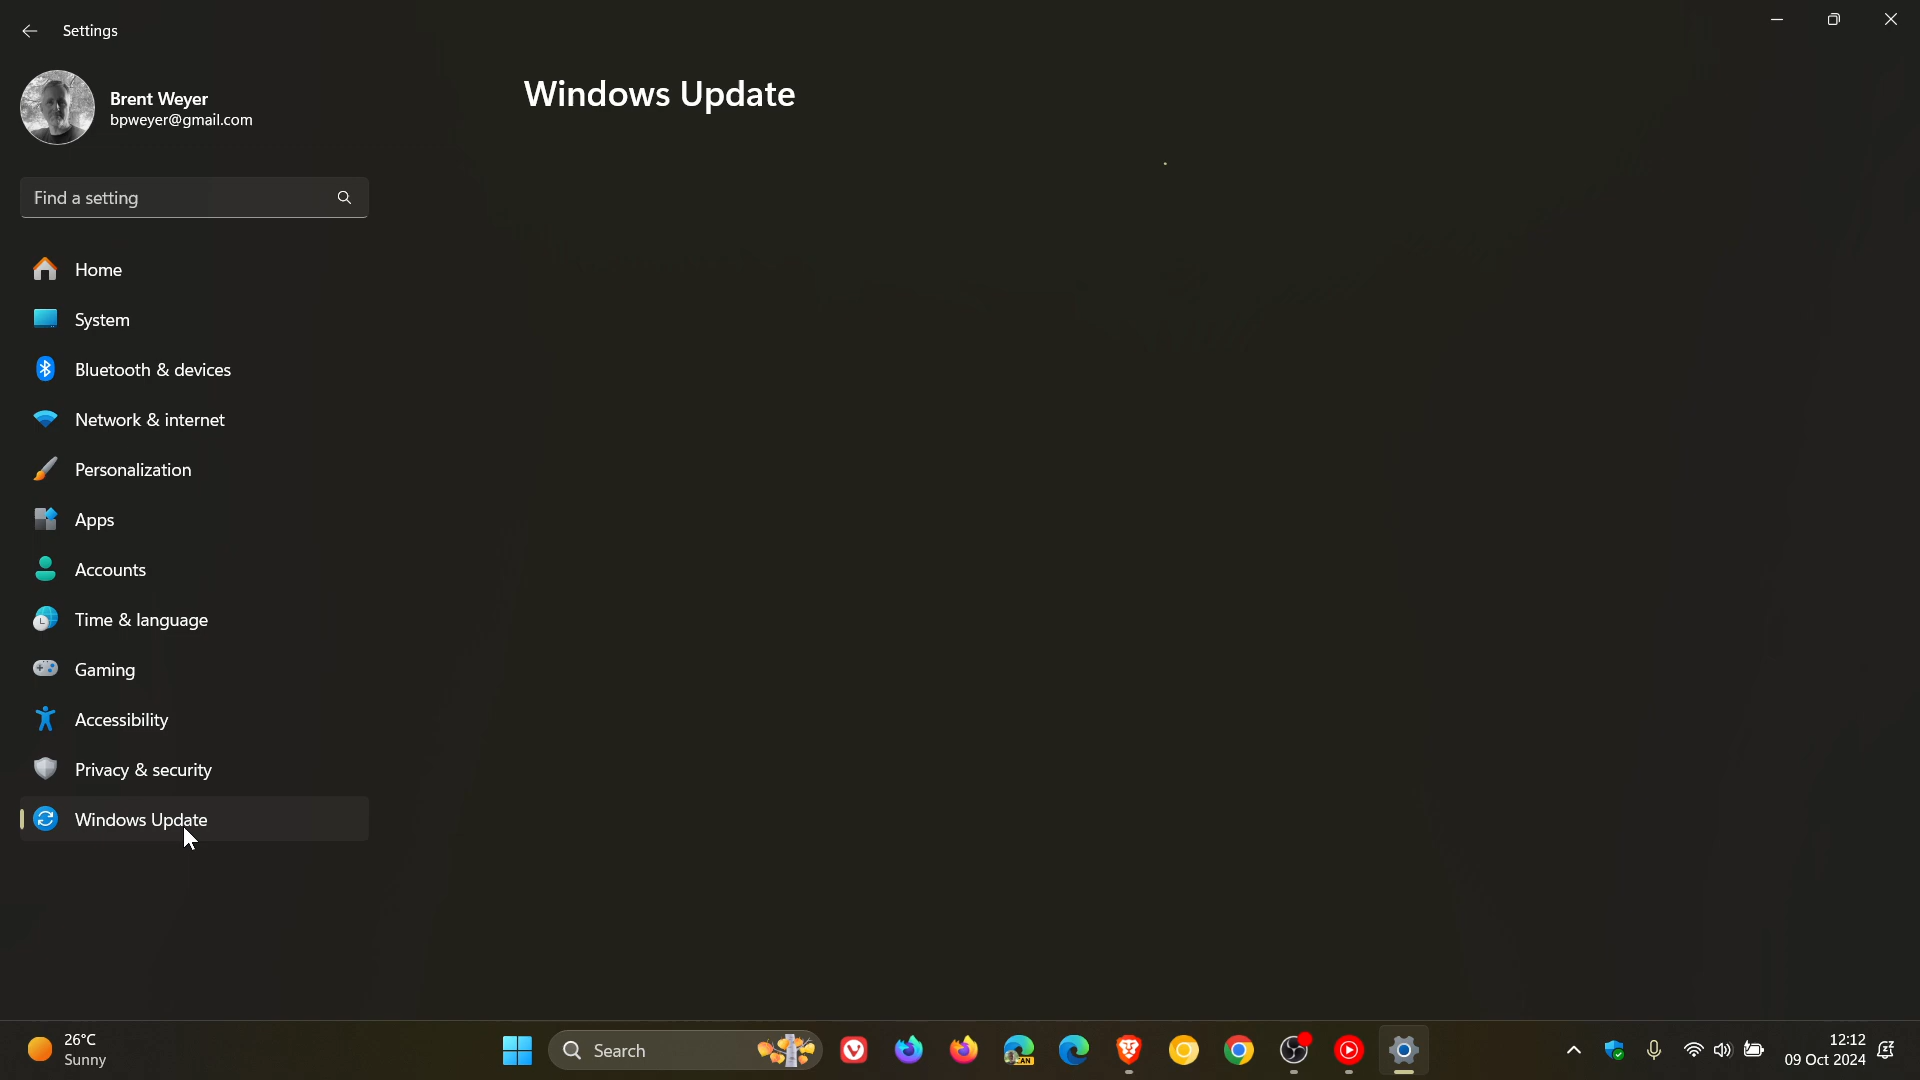 Settings
Brent Weyer
bpweyer@gmail.com
Windows Update
Find a setting
Home
System
Bluetooth & devices
Network & internet
Personalization
Apps
Accounts
Time & language
Gaming
Accessibility
Privacy & security
Windows Update
26°C
Sunny
Search
CAN
12:12
09 Oct 2024